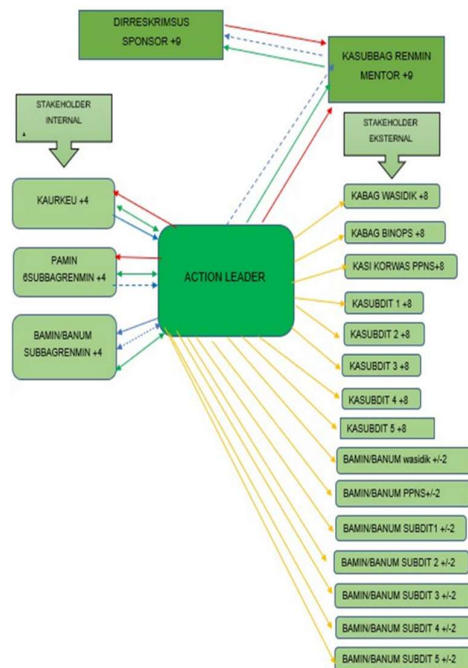 DIRRESKRIMSUS
SPONSOR +9
KASUBBAG RENMIN
MENTOR +9
STAKEHOLDER
INTERNAL
STAKEHOLDER
EKSTERNAL
KAURKEU +4
PAMIN
6SUBBAGRENMIN +4
BAMIN/BANUM
SUBBAGRENMIN +4
ACTION LEADER
KABAG WASIDIK +8
KABAG BINOPS +8
KASI KORWAS PPNS+8
KASUBDIT 1 +8
KASUBDIT 2 +8
KASUBDIT 3 +8
KASUBDIT 4 +8
KASUBDIT 5 +8
BAMIN/BANUM wasidik +/-2
BAMIN/BANUM PPNS+/-2
BAMIN/BANUM SUBDIT1 +/-2
BAMIN/BANUM SUBDIT 2 +/-2
BAMIN/BANUM SUBDIT 3 +/-2
BAMIN/BANUM SUBDIT 4 +/-2
BAMIN/BANUM SUBDIT 5 +/-2